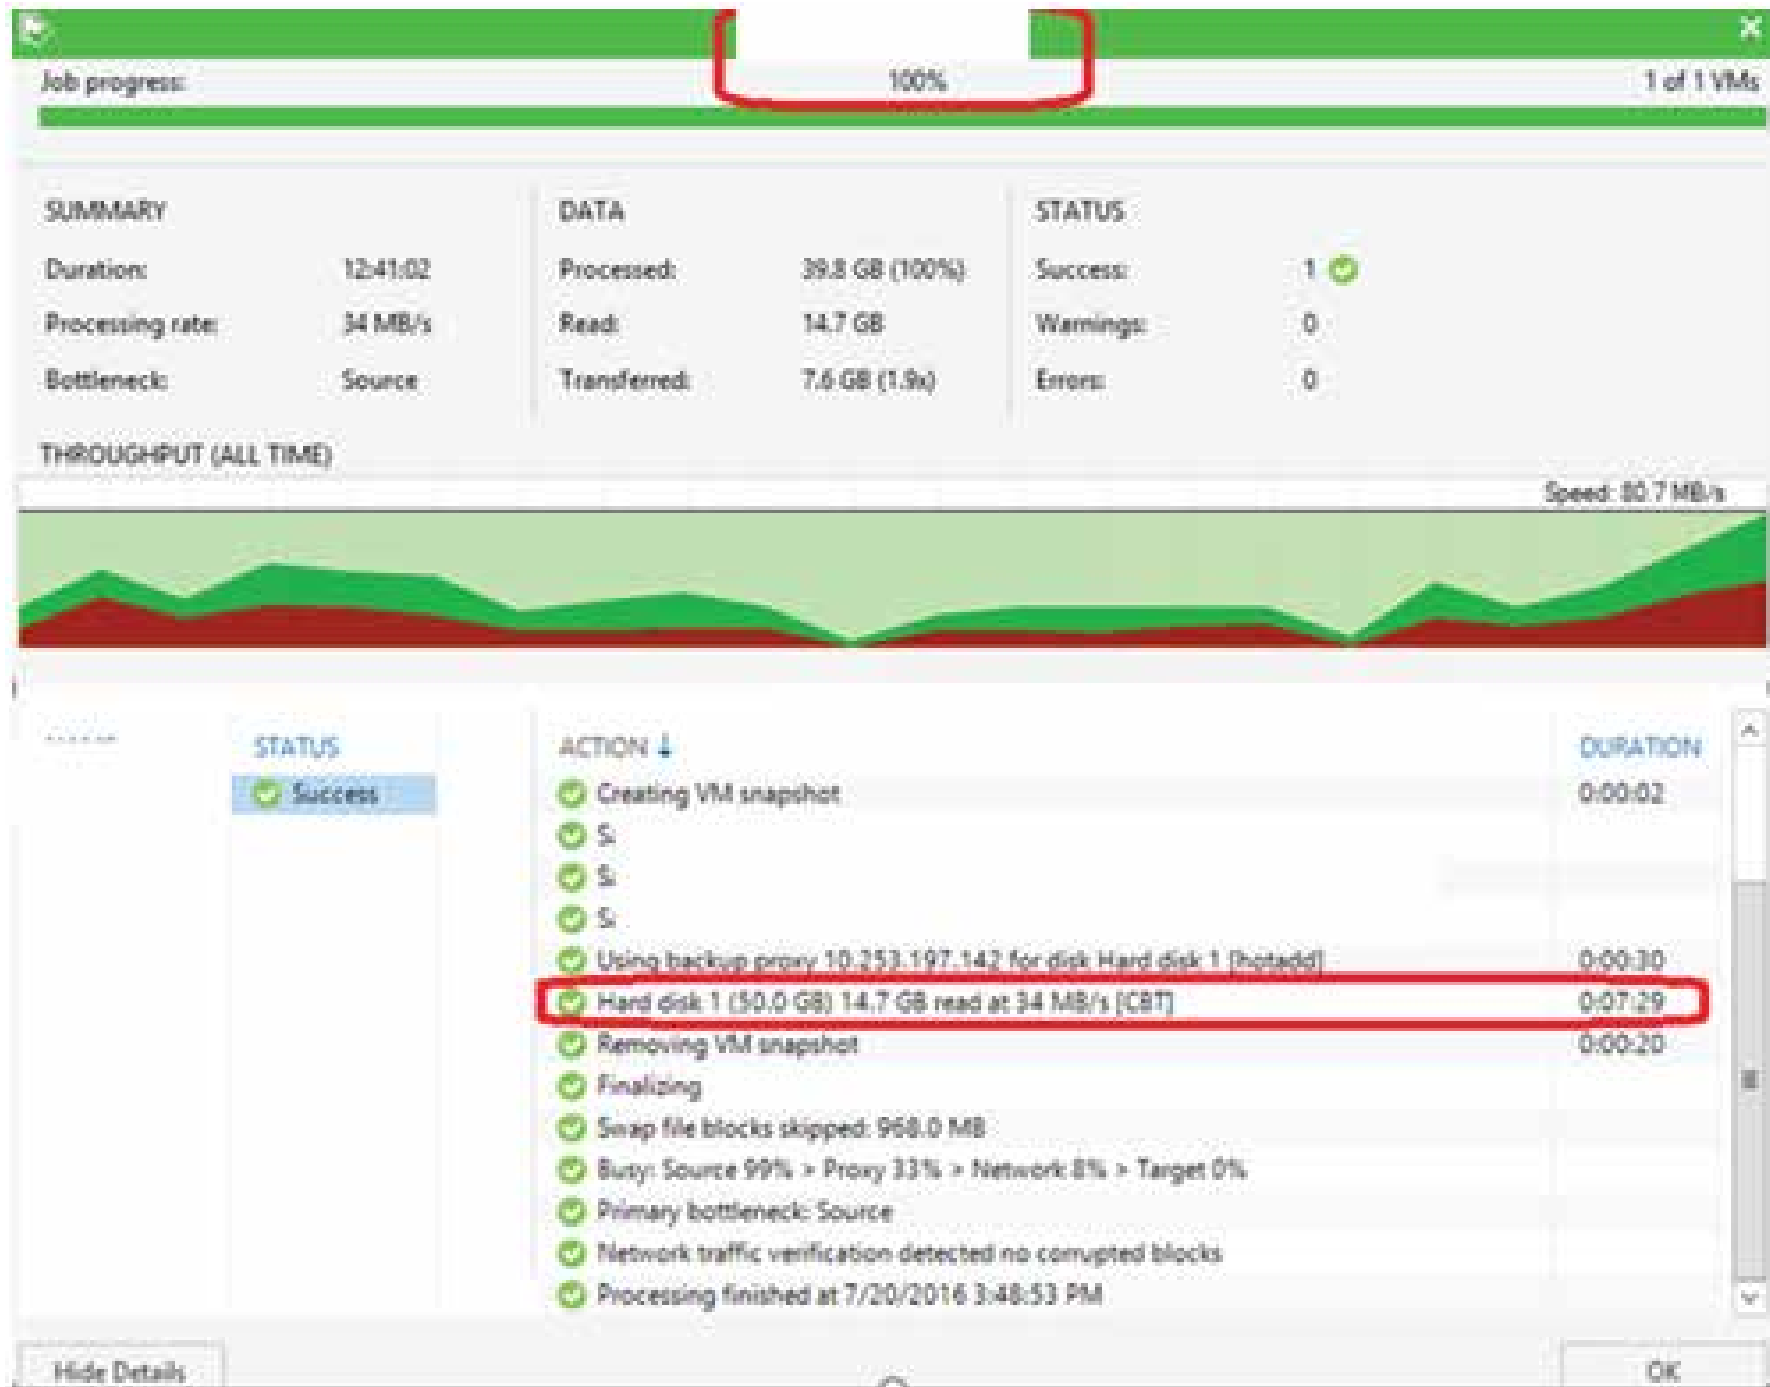 Job progress: 100% 1 of 1 VMs
SUMMARY DATA STATUS
Duration: 12:41:02 Processed: 39.8 GB (100%) Success: 1
Processing rate: 34 MB/s Read: 14.7 GB Warnings: 0
Bottleneck: Source Transferred: 7.6 GB (1.9x) Errors: 0
THROUGHPUT (ALL TIME)
Speed: 80.7 MB/s
STATUS ACTION DURATION
Success Creating VM snapshot 0:00:02
Using backup proxy 10.253.197.142 for disk Hard disk 1 [hotadd] 0:00:30
Hard disk 1 (50.0 GB) 14.7 GB read at 34 MB/s [CBT] 0:07:29
Removing VM snapshot 0:00:20
Finalizing
Swap file blocks skipped: 968.0 MB
Busy: Source 99% > Proxy 33% > Network 8% > Target 0%
Primary bottleneck: Source
Network traffic verification detected no corrupted blocks
Processing finished at 7/20/2016 3:48:53 PM
Hide Details OK